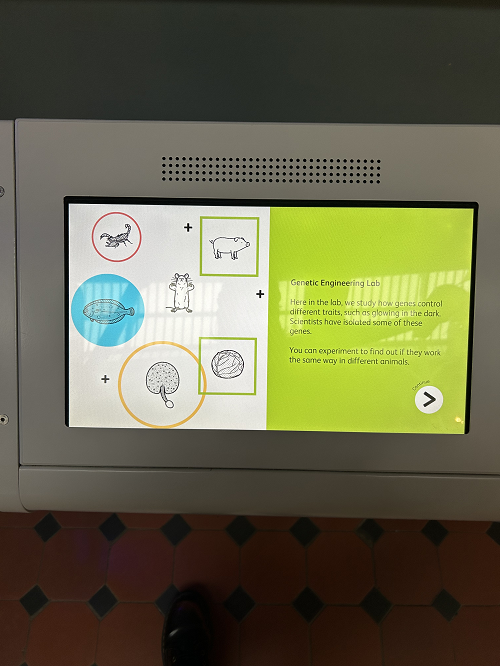 Genetic Engineering Lab
Here in the lab, we study how genes control
different traits, such as glowing in the dark.
Scientists have isolated some of these
genes.
You can experiment to find out if they work
the same way in different animals.
Continue